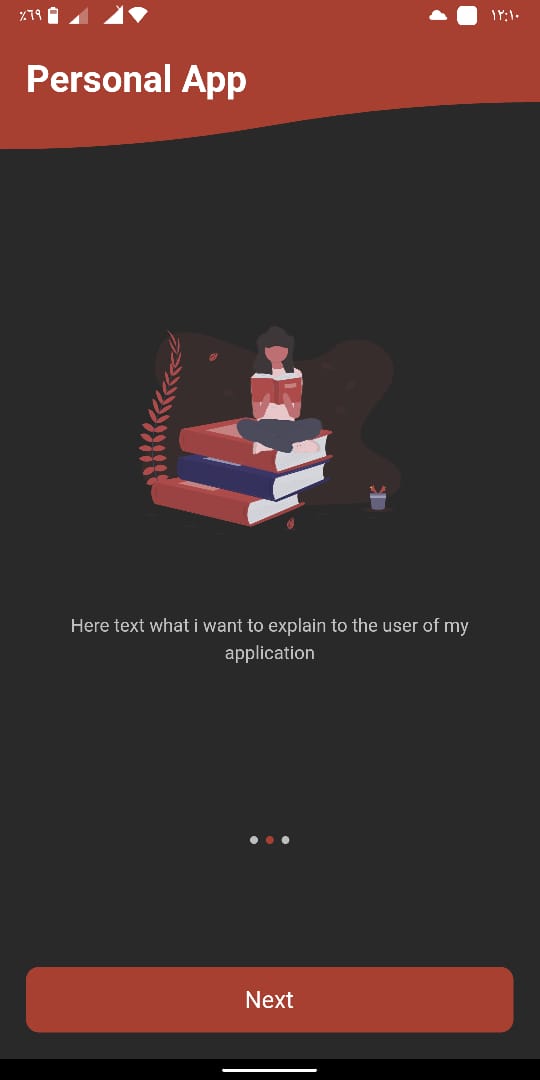 ٪٦٩
١٢:١٠
Personal App
Here text what i want to explain to the user of my
application
Next